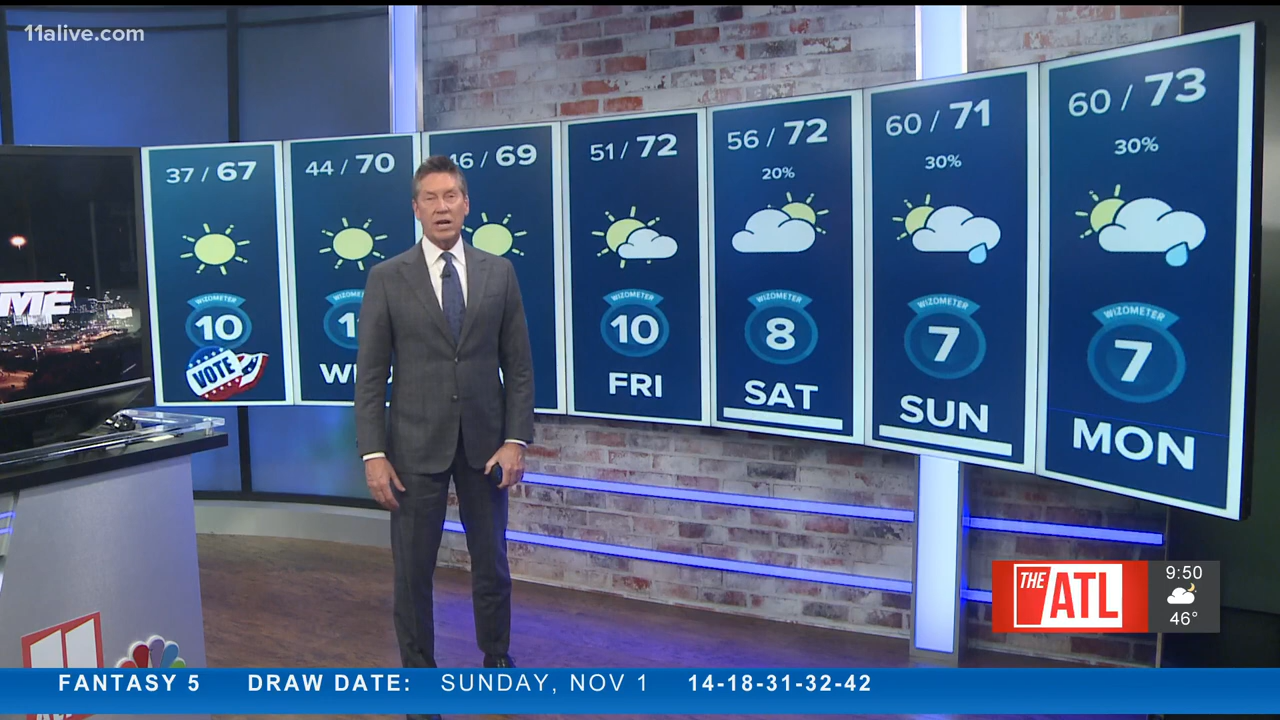 11alive.com
37 / 67
WIZOMETER
10
VOTE
44 / 70
46 / 69
51 / 72
WIZOMETER
10
FRI
56 / 72
20%
WIZOMETER
8
SAT
60 / 71
30%
WIZOMETER
7
SUN
60 / 73
30%
WIZOMETER
7
MON
THE ATL
9:50
46°
11
FANTASY 5 DRAW DATE: SUNDAY, NOV 1 14-18-31-32-42